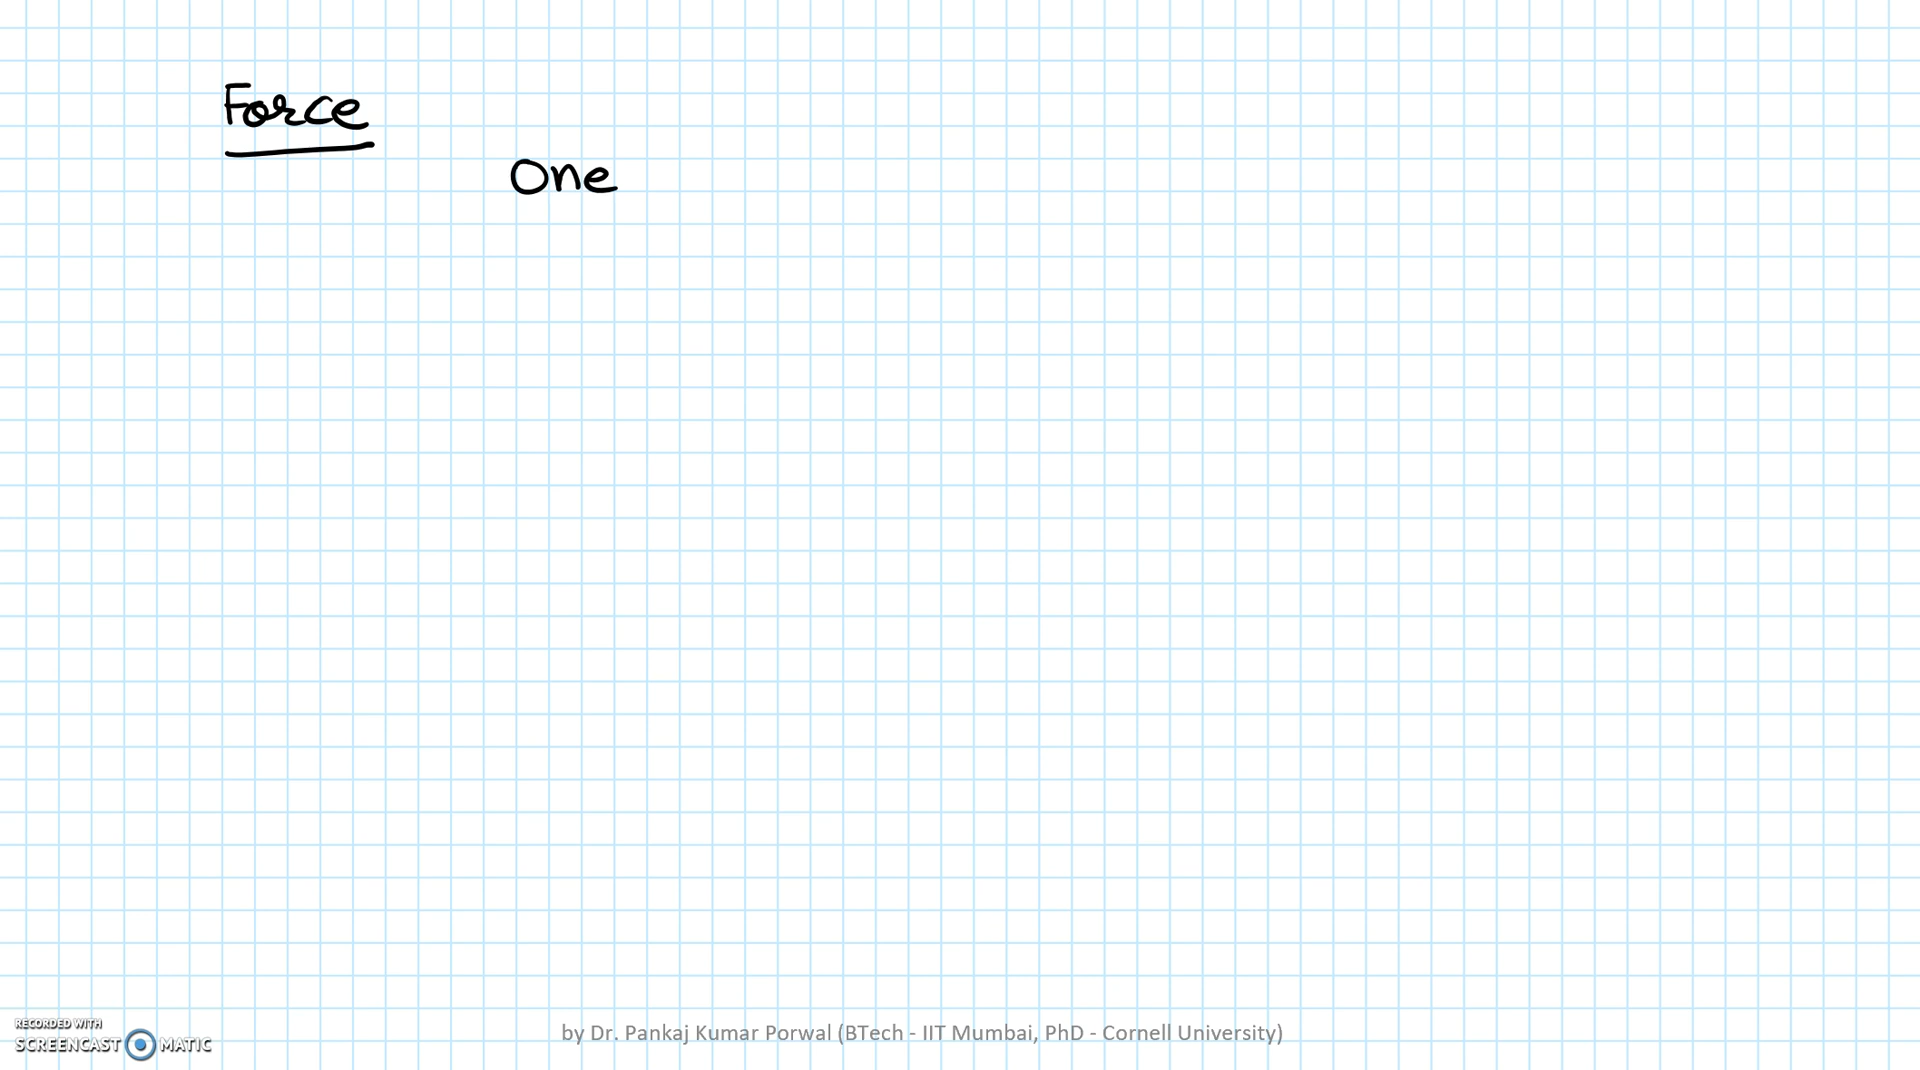 Force
One
by Dr. Pankaj Kumar Porwal (BTech - IIT Mumbai, PhD - Cornell University)
RECORDED WITH
SCREENCAST MATIC